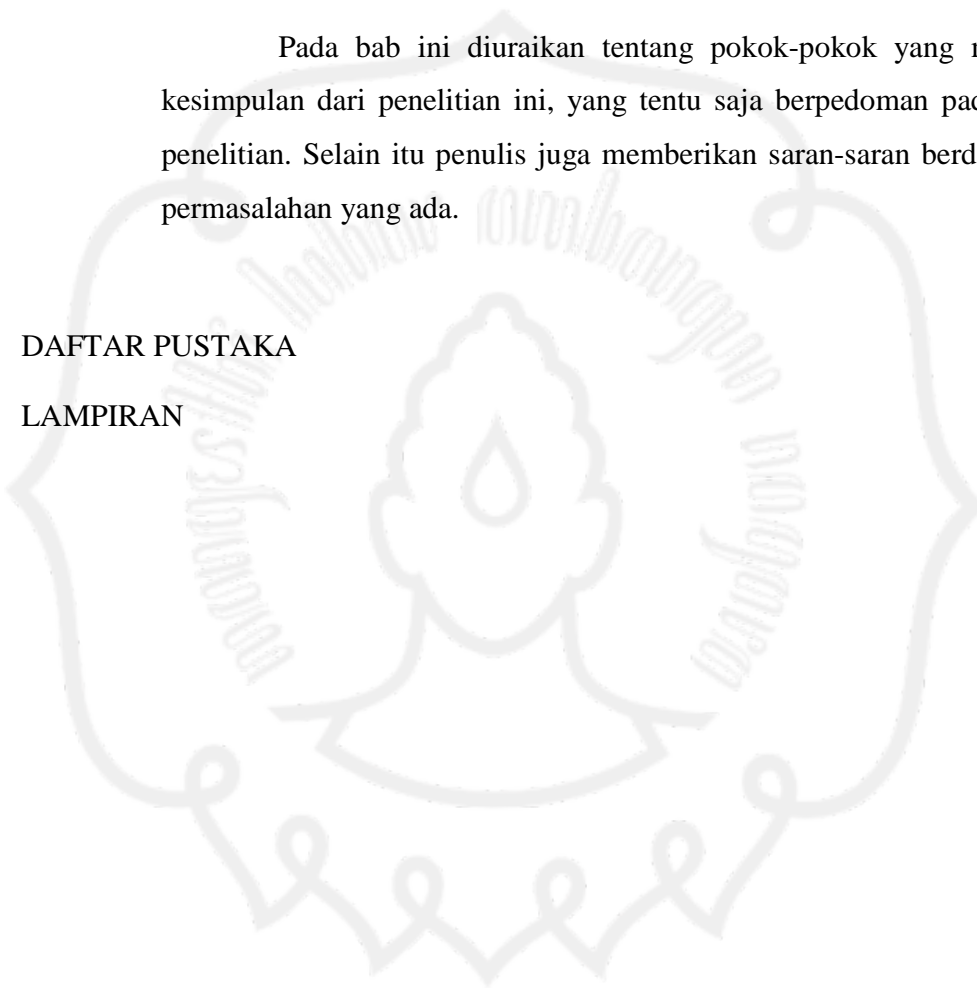 Pada bab ini diuraikan tentang pokok-pokok yang
kesimpulan dari penelitian ini, yang tentu saja berpedoman
penelitian. Selain itu penulis juga memberikan saran-saran
permasalahan yang ada.
DAFTAR PUSTAKA
LAMPIRAN